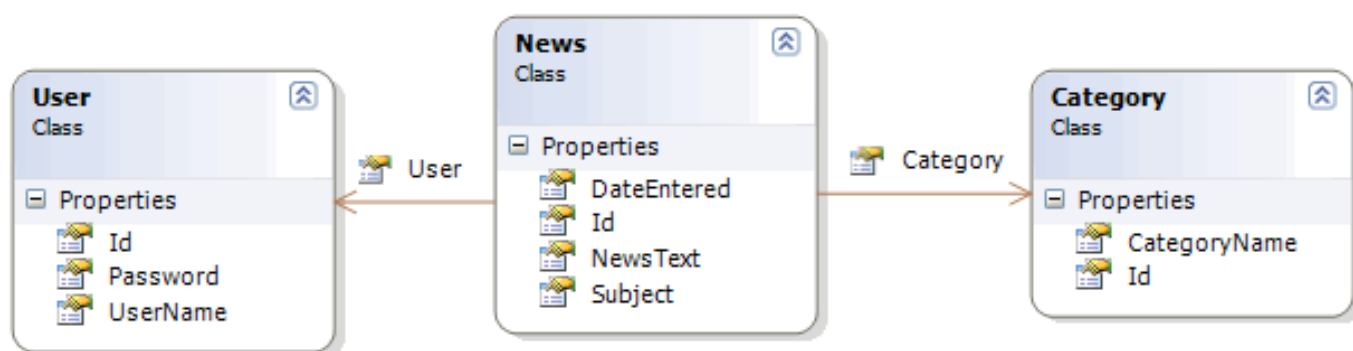 User
Class
Properties
Id
Password
UserName
User
News
Class
Properties
DateEntered
Id
NewsText
Subject
Category
Category
Class
Properties
CategoryName
Id